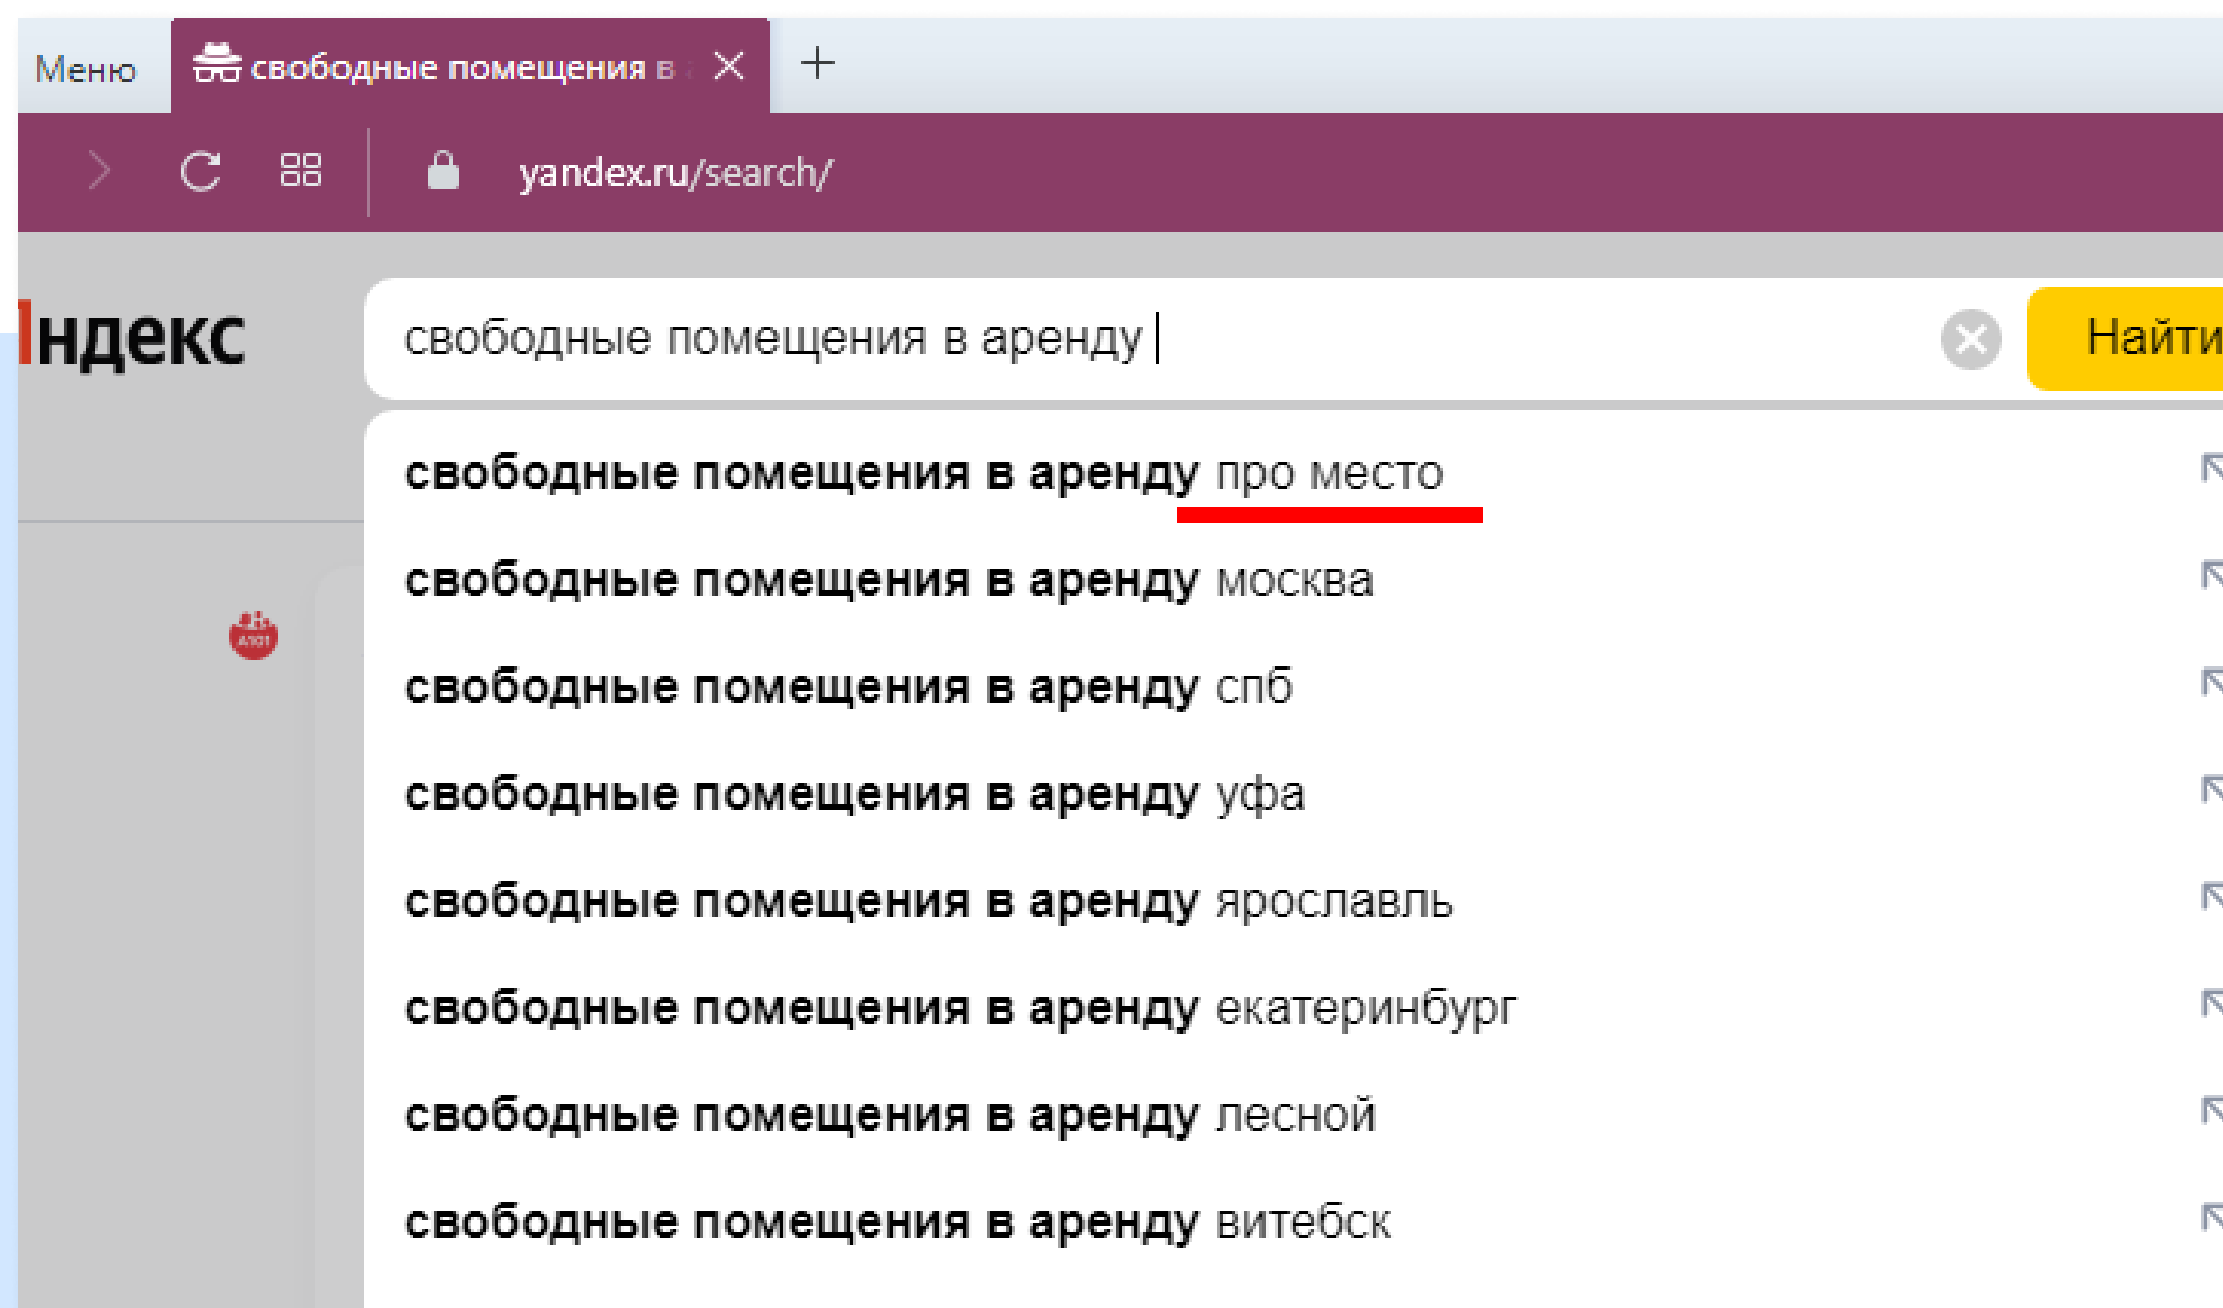 Меню
свободные помещения в
yandex.ru/search/
Яндекс
свободные помещения в аренду
Найти
свободные помещения в аренду про место
свободные помещения в аренду москва
свободные помещения в аренду спб
А101
свободные помещения в аренду уфа
свободные помещения в аренду ярославль
свободные помещения в аренду екатеринбург
свободные помещения в аренду лесной
свободные помещения в аренду витебск